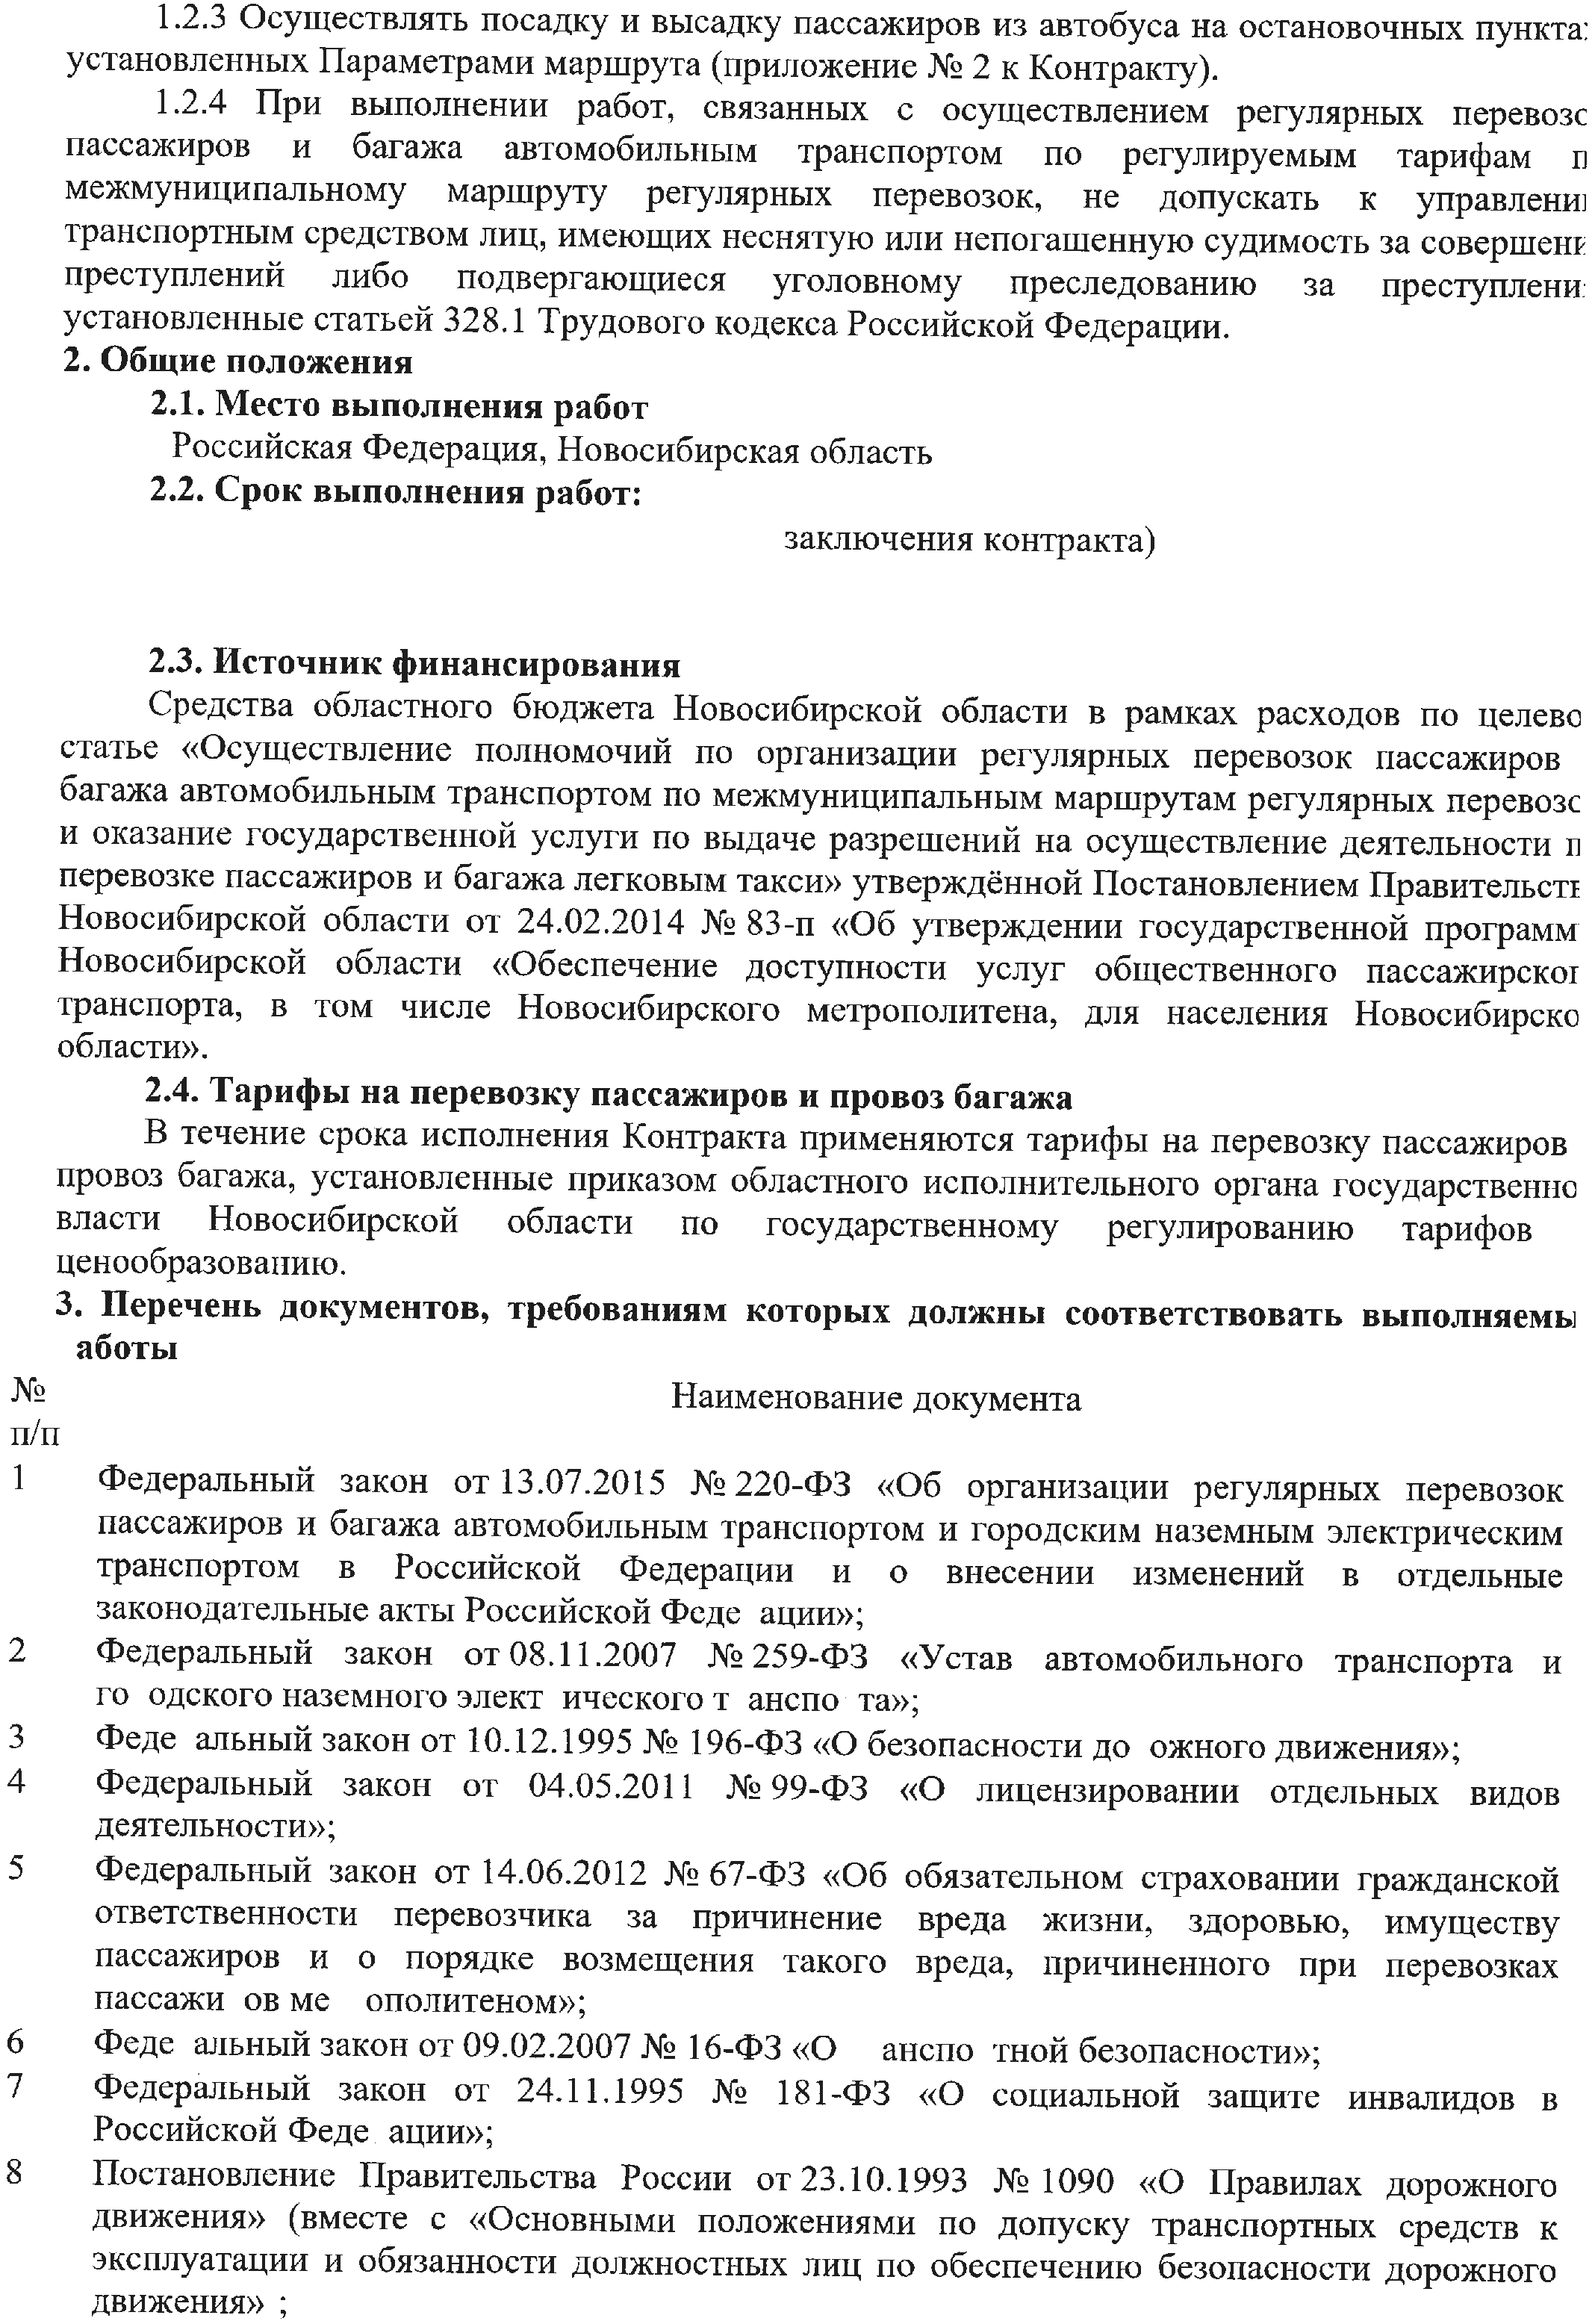 1.2.3 Осуществлять посадку и высадку пассажиров из автобуса на остановочных пункта
установленных Параметрами маршрута (приложение № 2 к Контракту).
1.2.4 При выполнении работ, связанных с осуществлением регулярных перевозо
пассажиров и багажа автомобильным транспортом по регулируемым тарифам п
межмуниципальному маршруту регулярных перевозок, не допускать к управлени
транспортным средством лиц, имеющих неснятую или непогашенную судимость за совершени
преступлений либо подвергающиеся уголовному преследованию за преступлени
установленные статьей 328.1 Трудового кодекса Российской Федерации.
2. Общие положения
2.1. Место выполнения работ
Российская Федерация, Новосибирская область
2.2. Срок выполнения работ:
заключения контракта)
2.3. Источник финансирования
Средства областного бюджета Новосибирской области в рамках расходов по целево
статье «Осуществление полномочий по организации регулярных перевозок пассажиров
багажа автомобильным транспортом по межмуниципальным маршрутам регулярных перевозо
и оказание государственной услуги по выдаче разрешений на осуществление деятельности п
перевозке пассажиров и багажа легковым такси» утверждённой Постановлением Правительств
Новосибирской области от 24.02.2014 № 83-п «Об утверждении государственной программ
Новосибирской области «Обеспечение доступности услуг общественного пассажирског
транспорта, в том числе Новосибирского метрополитена, для населения Новосибирско
области».
2.4. Тарифы на перевозку пассажиров и провоз багажа
В течение срока исполнения Контракта применяются тарифы на перевозку пассажиров
провоз багажа, установленные приказом областного исполнительного органа государственно
власти Новосибирской области по государственному регулированию тарифов
ценообразованию.
3. Перечень документов, требованиям которых должны соответствовать выполняемы
аботы
№ Наименование документа
п/п
1 Федеральный закон от 13.07.2015 № 220-ФЗ «Об организации регулярных перевозок
пассажиров и багажа автомобильным транспортом и городским наземным электрическим
транспортом в Российской Федерации и о внесении изменений в отдельные
законодательные акты Российской Феде ации»;
2 Федеральный закон от 08.11.2007 № 259-ФЗ «Устав автомобильного транспорта и
го одского наземного элект ического т анспо та»;
3 Феде альный закон от 10.12.1995 № 196-ФЗ «О безопасности до ожного движения»;
4 Федеральный закон от 04.05.2011 № 99-ФЗ «О лицензировании отдельных видов
деятельности»;
5 Федеральный закон от 14.06.2012 № 67-ФЗ «Об обязательном страховании гражданской
ответственности перевозчика за причинение вреда жизни, здоровью, имуществу
пассажиров и о порядке возмещения такого вреда, причиненного при перевозках
пассажи ов ме ополитеном»;
6 Феде альный закон от 09.02.2007 № 16-ФЗ «О анспо тной безопасности»;
7 Федеральный закон от 24.11.1995 № 181-ФЗ «О социальной защите инвалидов в
Российской Феде ации»;
8 Постановление Правительства России от 23.10.1993 № 1090 «О Правилах дорожного
движения» (вместе с «Основными положениями по допуску транспортных средств к
эксплуатации и обязанности должностных лиц по обеспечению безопасности дорожного
движения» ;